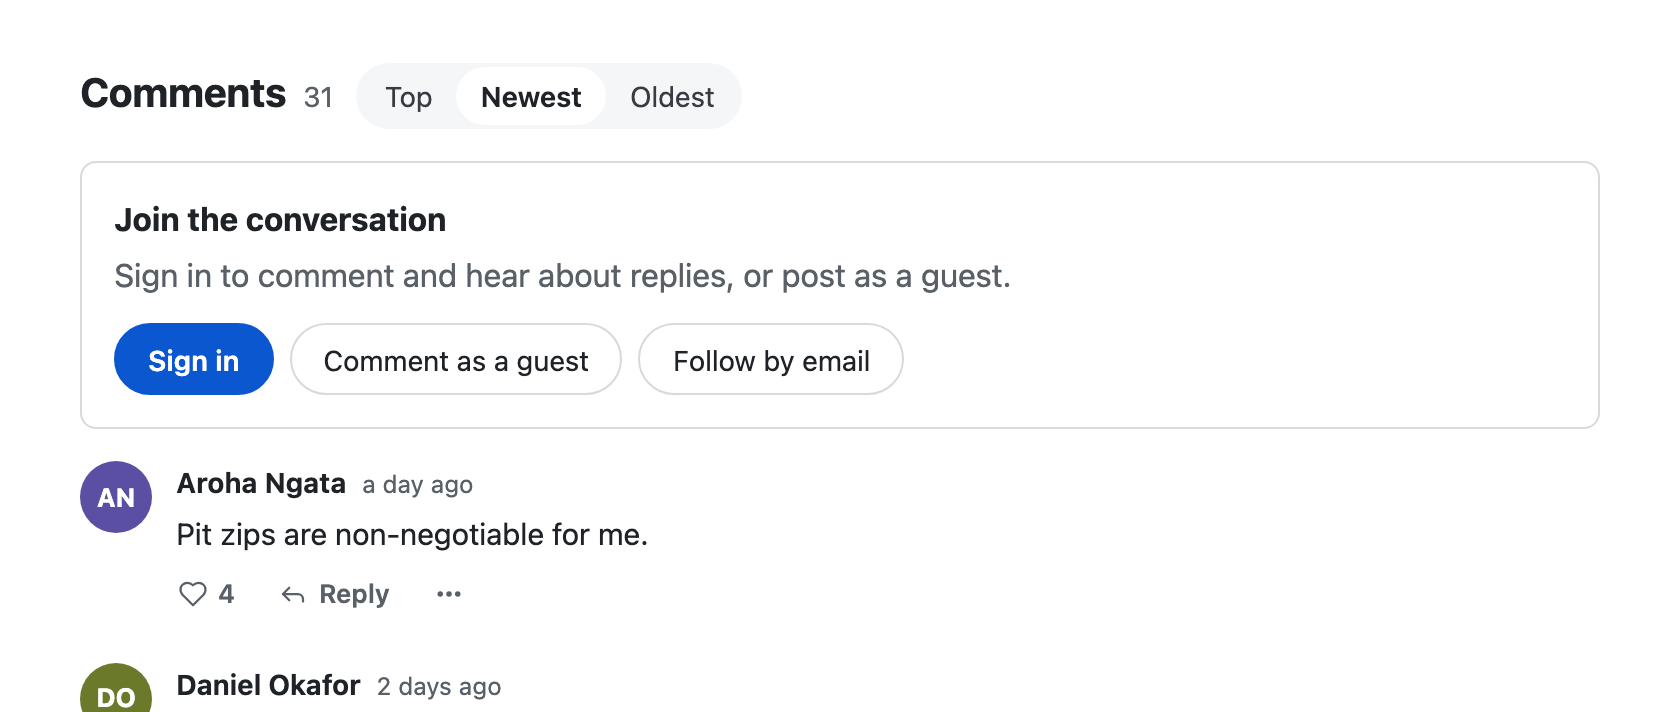 Comments 31 Top Newest Oldest
Join the conversation
Sign in to comment and hear about replies, or post as a guest.
Sign in Comment as a guest Follow by email
AN Aroha Ngata a day ago
Pit zips are non-negotiable for me.
4 Reply
DO Daniel Okafor 2 days ago